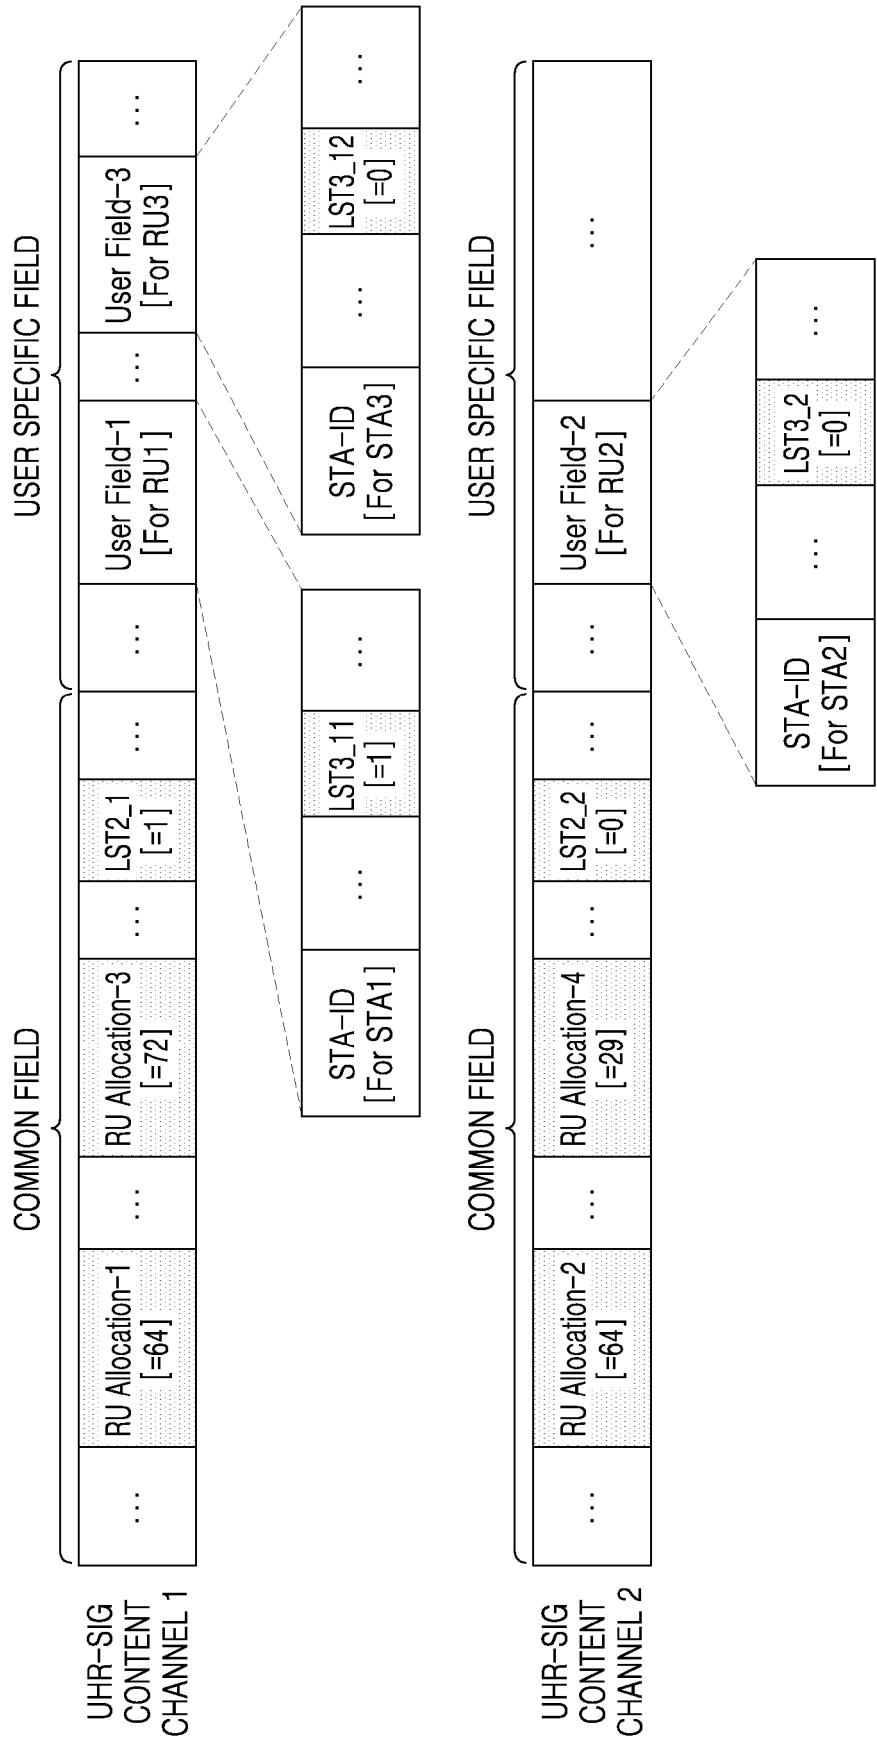 COMMON FIELD
USER SPECIFIC FIELD
UHR-SIG
CONTENT
CHANNEL 1
...
RU Allocation-1
[=64]
...
RU Allocation-3
[=72]
...
LST2_1
[=1]
...
...
User Field-1
[For RU1]
...
User Field-3
[For RU3]
...
STA-ID
[For STA1]
...
LST3_11
[=1]
...
STA-ID
[For STA3]
...
LST3_12
[=0]
...
COMMON FIELD
USER SPECIFIC FIELD
UHR-SIG
CONTENT
CHANNEL 2
...
RU Allocation-2
[=64]
...
RU Allocation-4
[=29]
...
LST2_2
[=0]
...
...
User Field-2
[For RU2]
...
STA-ID
[For STA2]
...
LST3_2
[=0]
...